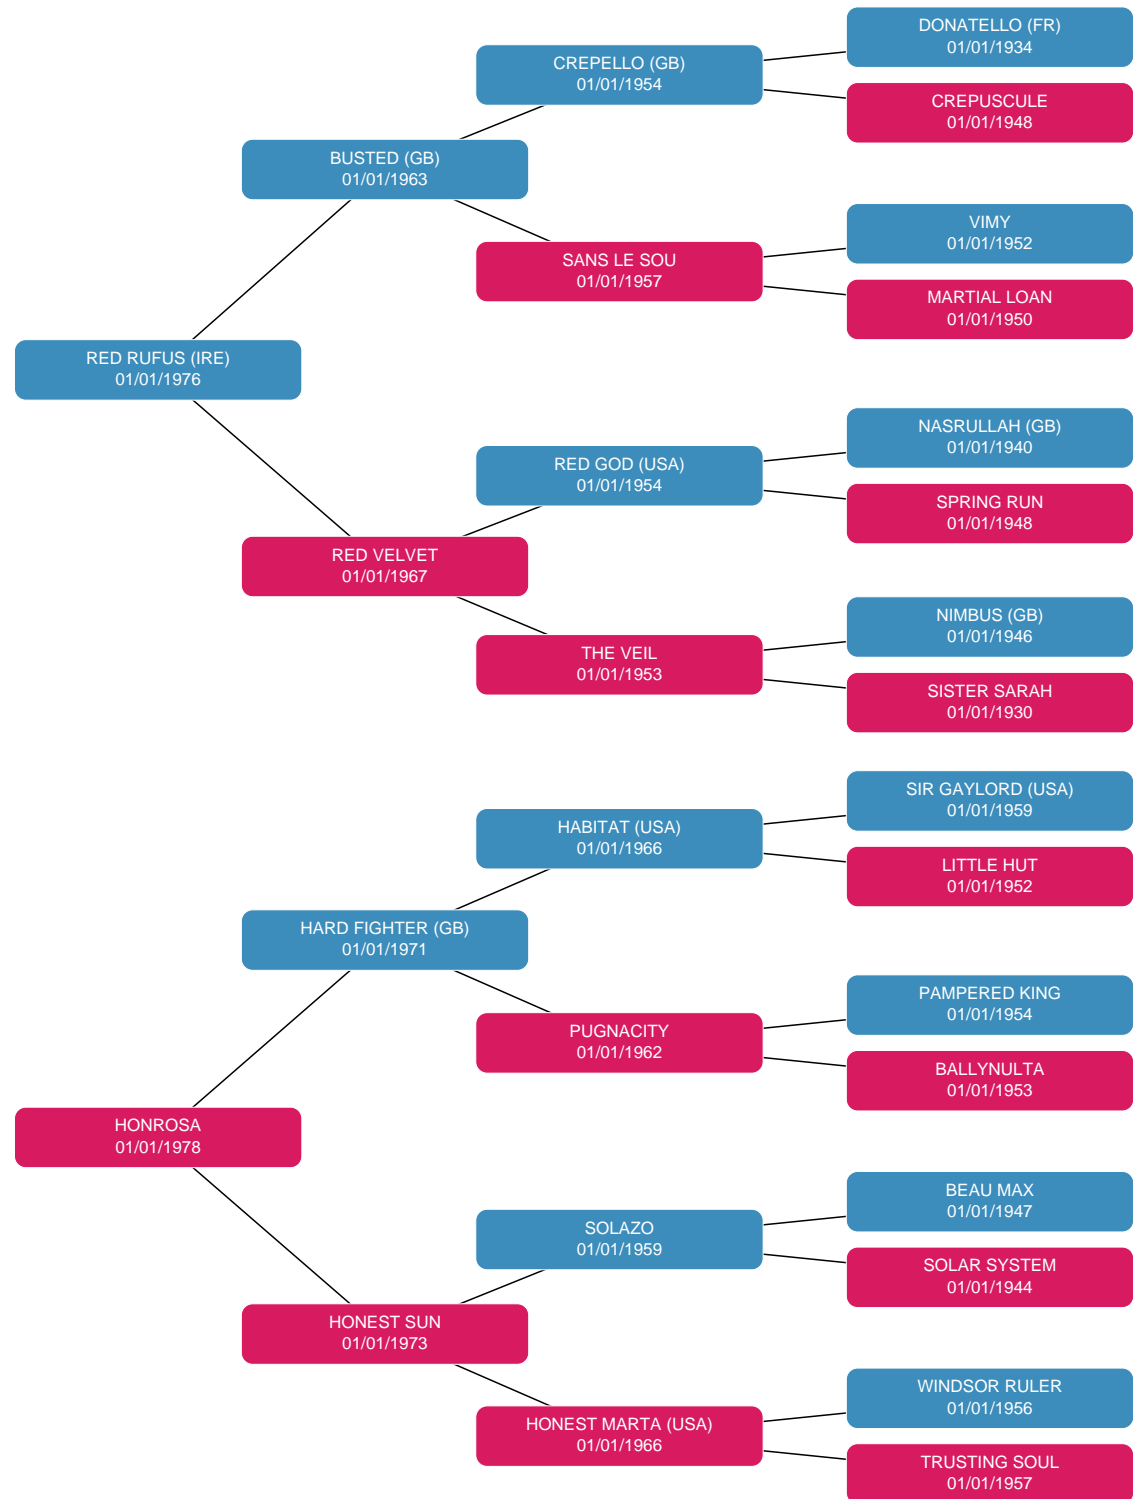 DONATELLO (FR)
01/01/1934
CREPELLO (GB)
01/01/1954
CREPUSCULE
01/01/1948
BUSTED (GB)
01/01/1963
VIMY
01/01/1952
SANS LE SOU
01/01/1957
MARTIAL LOAN
01/01/1950
RED RUFUS (IRE)
01/01/1976
NASRULLAH (GB)
01/01/1940
RED GOD (USA)
01/01/1954
SPRING RUN
01/01/1948
RED VELVET
01/01/1967
NIMBUS (GB)
01/01/1946
THE VEIL
01/01/1953
SISTER SARAH
01/01/1930
SIR GAYLORD (USA)
01/01/1959
HABITAT (USA)
01/01/1966
LITTLE HUT
01/01/1952
HARD FIGHTER (GB)
01/01/1971
PAMPERED KING
01/01/1954
PUGNACITY
01/01/1962
BALLYNULTA
01/01/1953
HONROSA
01/01/1978
BEAU MAX
01/01/1947
SOLAZO
01/01/1959
SOLAR SYSTEM
01/01/1944
HONEST SUN
01/01/1973
WINDSOR RULER
01/01/1956
HONEST MARTA (USA)
01/01/1966
TRUSTING SOUL
01/01/1957